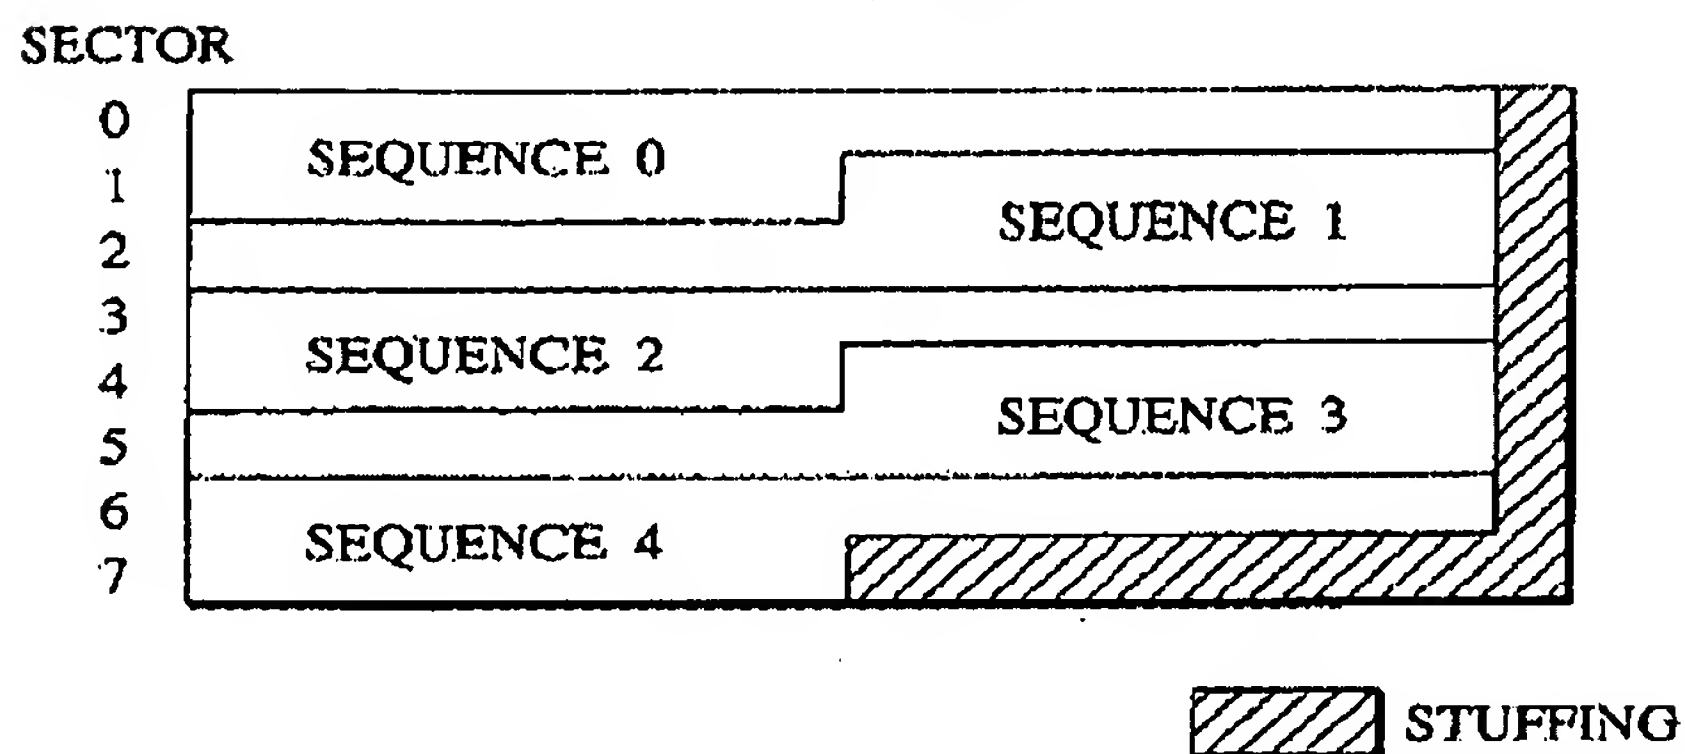 SECTOR
0
SEQUENCE 0
1
SEQUENCE 1
2
3
SEQUENCE 2
4
SEQUENCE 3
5
6
SEQUENCE 4
7
STUFFING